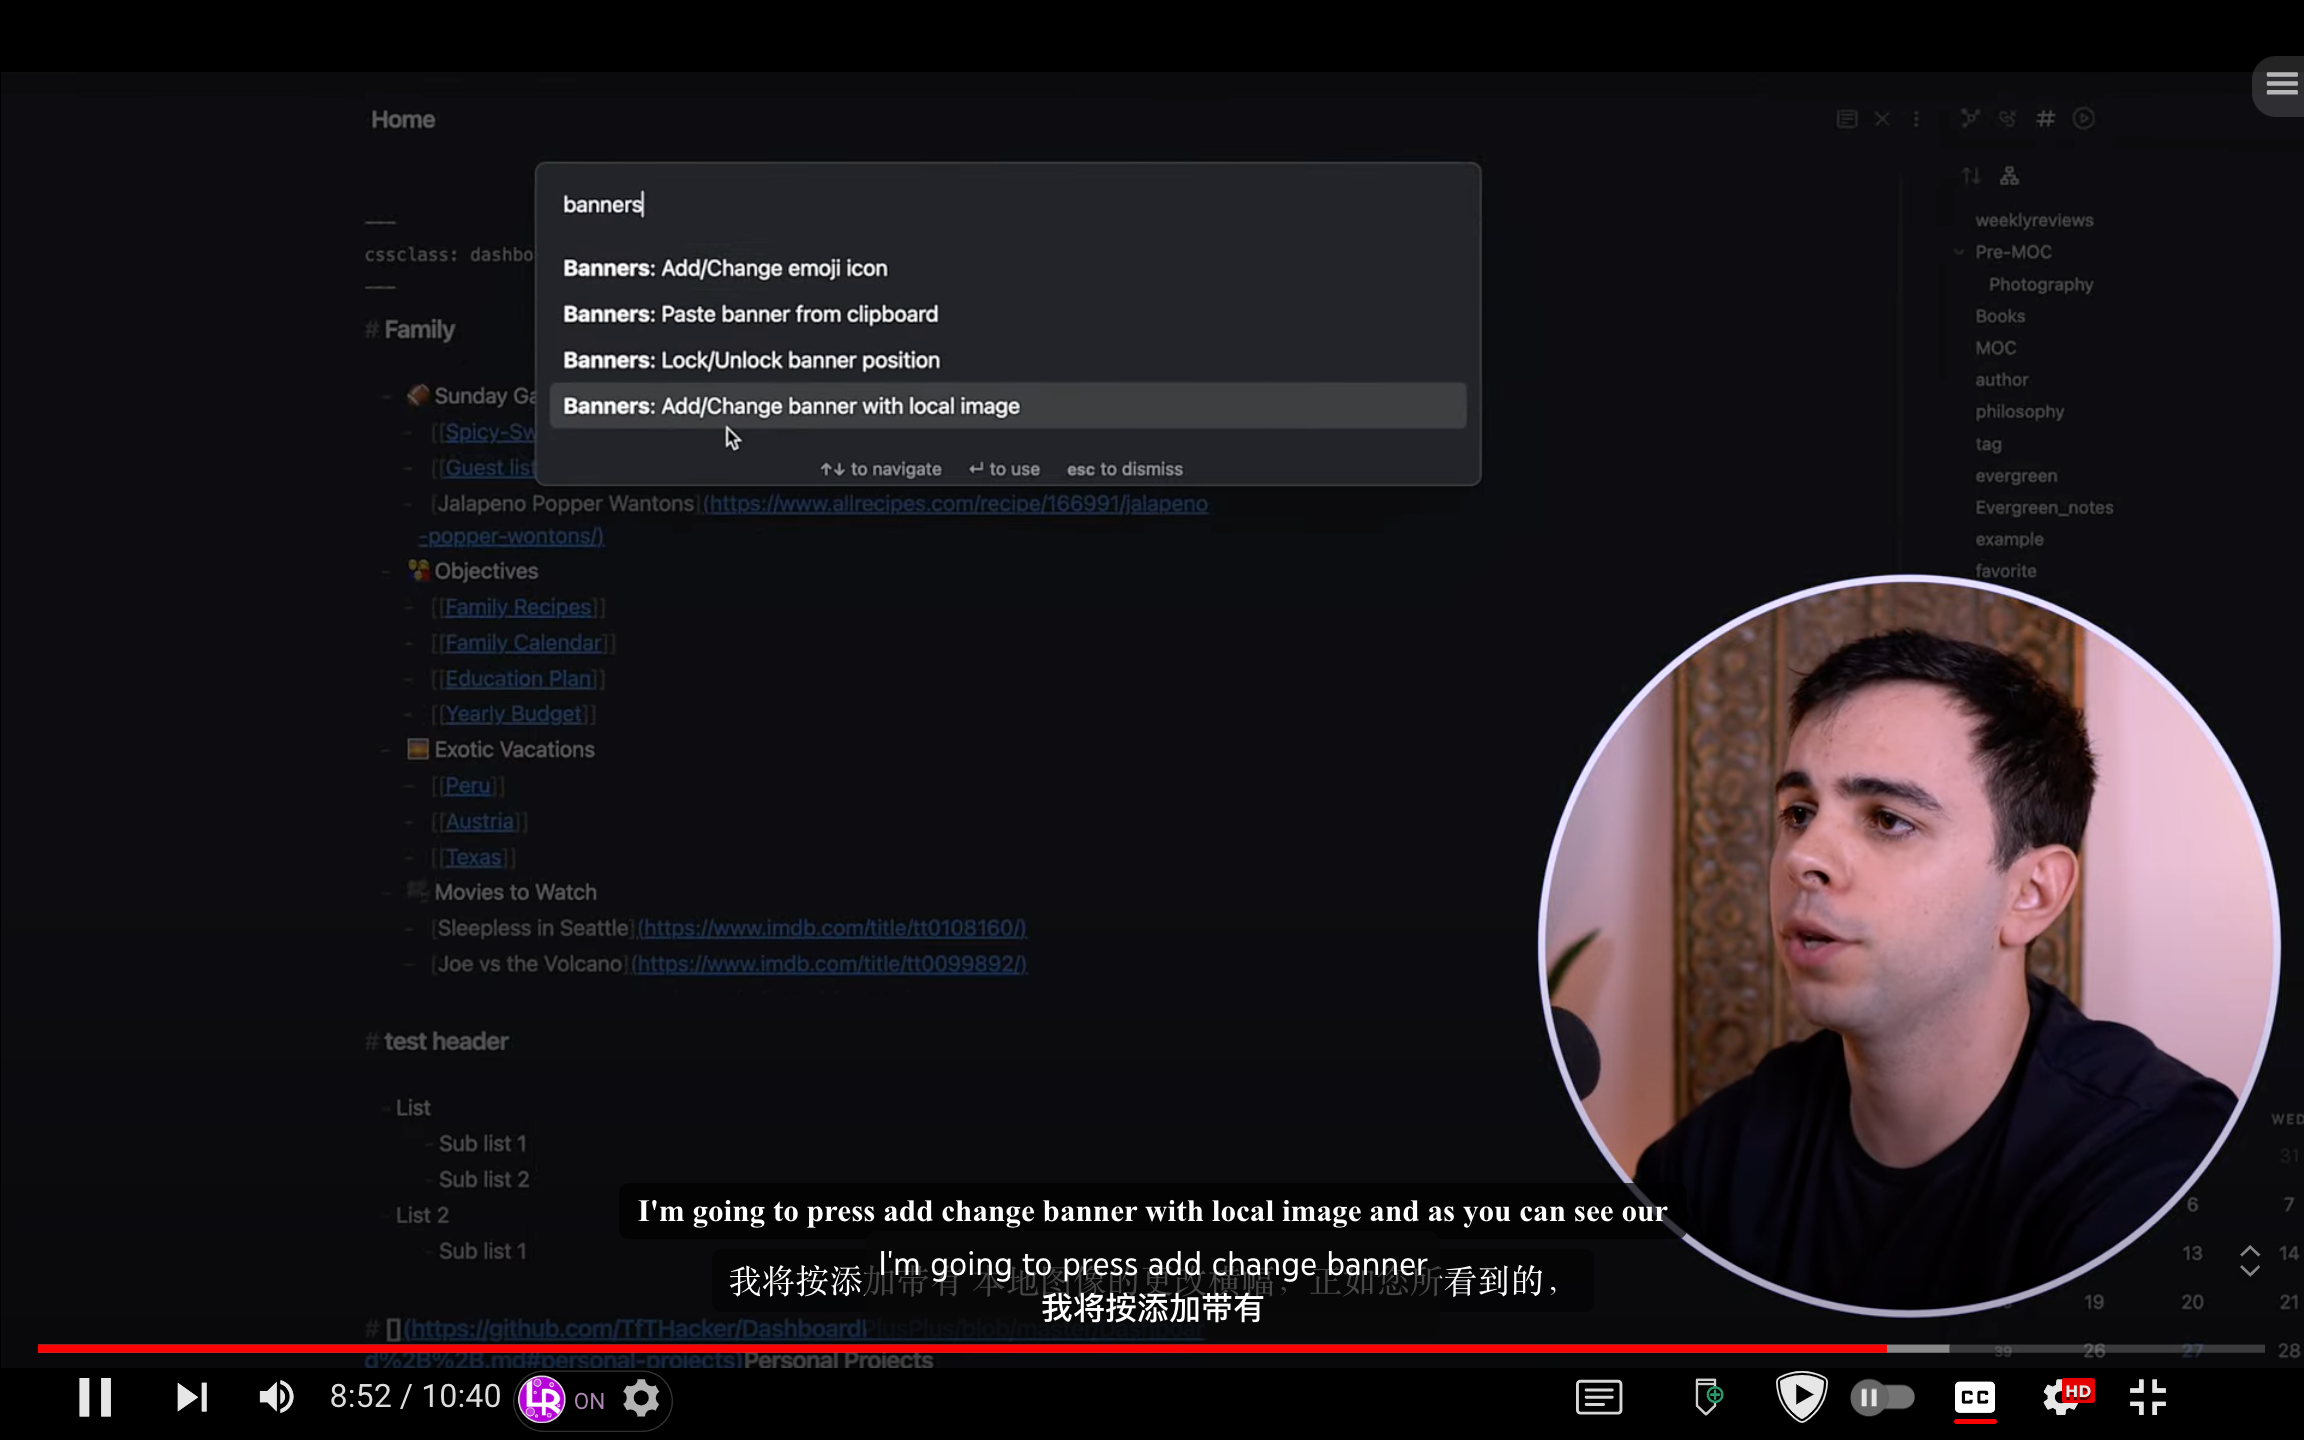 Home
banners
Banners: Add/Change emoji icon
Banners: Paste banner from clipboard
Banners: Lock/Unlock banner position
Banners: Add/Change banner with local image
↑↓ to navigate ↵ to use esc to dismiss
---
cssclass: dashbo
---
# Family
- 🏈 Sunday Ga
- [[Spicy-Sw
- [[Guest list
- [Jalapeno Popper Wantons](https://www.allrecipes.com/recipe/166991/jalapeno
-popper-wontons/)
- Objectives
- [[Family Recipes]]
- [[Family Calendar]]
- [[Education Plan]]
- [[Yearly Budget]]
- Exotic Vacations
- [[Peru]]
- [[Austria]]
- [[Texas]]
- Movies to Watch
- [Sleepless in Seattle](https://www.imdb.com/title/tt0108160/)
- [Joe vs the Volcano](https://www.imdb.com/title/tt0099892/)
# test header
- List
- Sub list 1
- Sub list 2
- List 2
- Sub list 1
# [](https://github.com/TfTHacker/DashboardPlusPlus/blob/master/Dashboar
d%2B%2B.md#personal-projects)Personal Projects
weeklyreviews
Pre-MOC
Photography
Books
MOC
author
philosophy
tag
evergreen
Evergreen_notes
example
favorite
WED
31
6 7
13 14
19 20 21
39 26 27 28
I'm going to press add change banner with local image and as you can see our
我将按添加带有 本地图像的更改横幅，正如您所看到的，
I'm going to press add change banner
我将按添加带有
8:52 / 10:40
LR ON
CC
HD